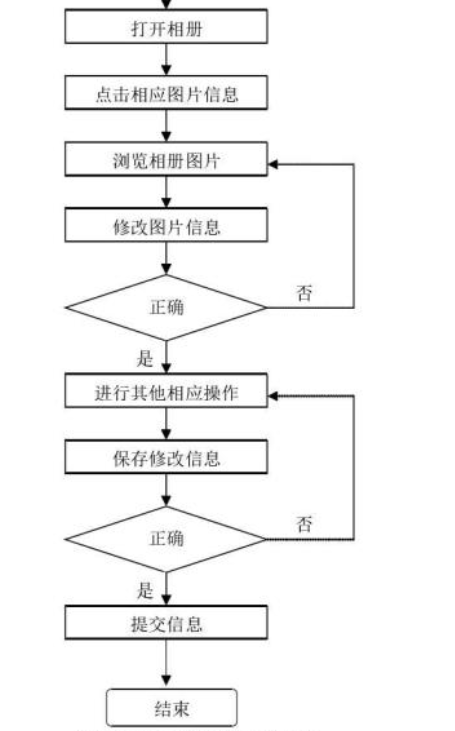 打开相册
点击相应图片信息
浏览相册图片
修改图片信息
正确
否
是
进行其他相应操作
保存修改信息
正确
否
是
提交信息
结束